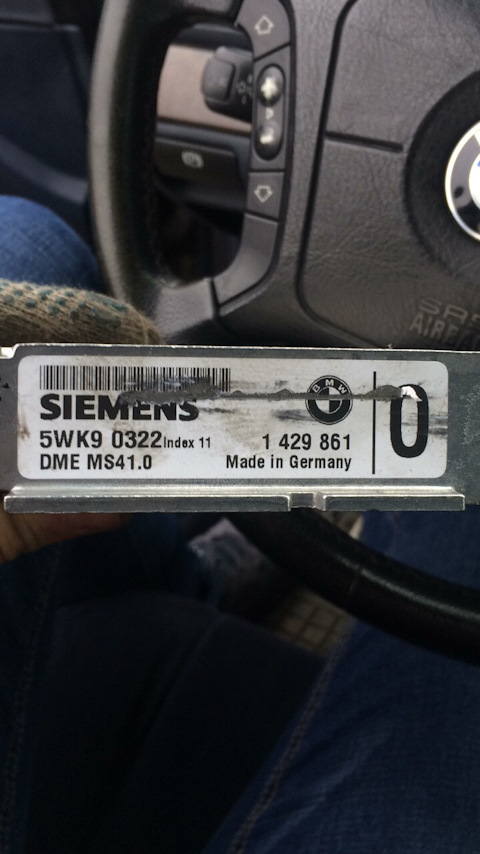 SRS
AIRBAG
SIEMENS
BMW
5WK9 0322 Index 11
1 429 861
DME MS41.0
Made in Germany
0